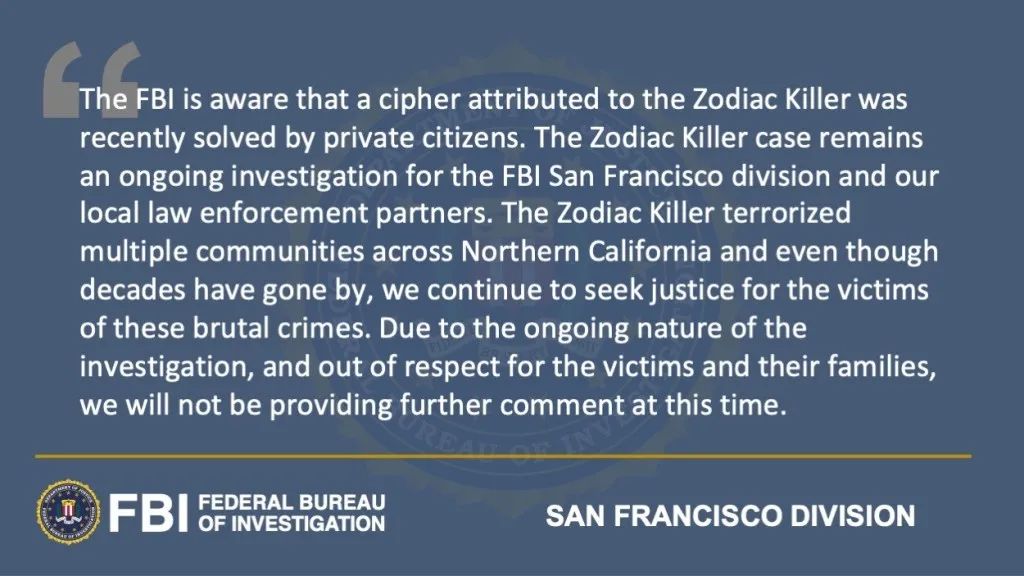 The FBI is aware that a cipher attributed to the Zodiac Killer was
recently solved by private citizens. The Zodiac Killer case remains
an ongoing investigation for the FBI San Francisco division and our
local law enforcement partners. The Zodiac Killer terrorized
multiple communities across Northern California and even though
decades have gone by, we continue to seek justice for the victims
of these brutal crimes. Due to the ongoing nature of the
investigation, and out of respect for the victims and their families,
we will not be providing further comment at this time.
FBI
FEDERAL BUREAU
OF INVESTIGATION
SAN FRANCISCO DIVISION